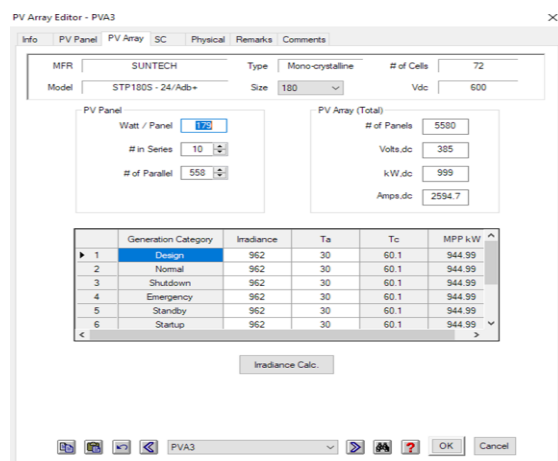 PV Array Editor - PVA3
Info PV Panel PV Array SC Physical Remarks Comments
MFR SUNTECH Type Mono-crystalline # of Cells 72
Model STP180S - 24/Adb+ Size 180 Vdc 600
PV Panel
Watt / Panel 179
# in Series 10
# of Parallel 558
PV Array (Total)
# of Panels 5580
Volts,dc 385
kW,dc 999
Amps,dc 2594.7
Generation Category Irradiance Ta Tc MPP kW
1 Design 962 30 60.1 944.99
2 Normal 962 30 60.1 944.99
3 Shutdown 962 30 60.1 944.99
4 Emergency 962 30 60.1 944.99
5 Standby 962 30 60.1 944.99
6 Startup 962 30 60.1 944.99
Irradiance Calc.
PVA3 ? OK Cancel